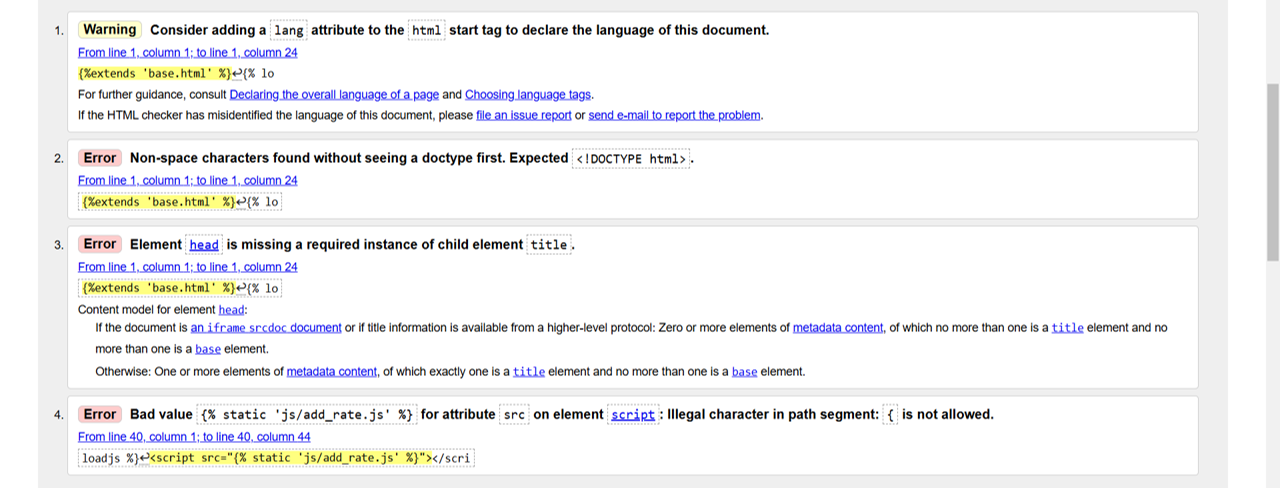 1. Warning Consider adding a lang attribute to the html start tag to declare the language of this document.
From line 1, column 1; to line 1, column 24
{%extends 'base.html' %}↩{% lo
For further guidance, consult Declaring the overall language of a page and Choosing language tags.
If the HTML checker has misidentified the language of this document, please file an issue report or send e-mail to report the problem.
2. Error Non-space characters found without seeing a doctype first. Expected <!DOCTYPE html>.
From line 1, column 1; to line 1, column 24
{%extends 'base.html' %}↩{% lo
3. Error Element head is missing a required instance of child element title.
From line 1, column 1; to line 1, column 24
{%extends 'base.html' %}↩{% lo
Content model for element head:
If the document is an iframe srcdoc document or if title information is available from a higher-level protocol: Zero or more elements of metadata content, of which no more than one is a title element and no
more than one is a base element.
Otherwise: One or more elements of metadata content, of which exactly one is a title element and no more than one is a base element.
4. Error Bad value {% static 'js/add_rate.js' %} for attribute src on element script: Illegal character in path segment: { is not allowed.
From line 40, column 1; to line 40, column 44
loadjs %}↩<script src="{% static 'js/add_rate.js' %}"></scri